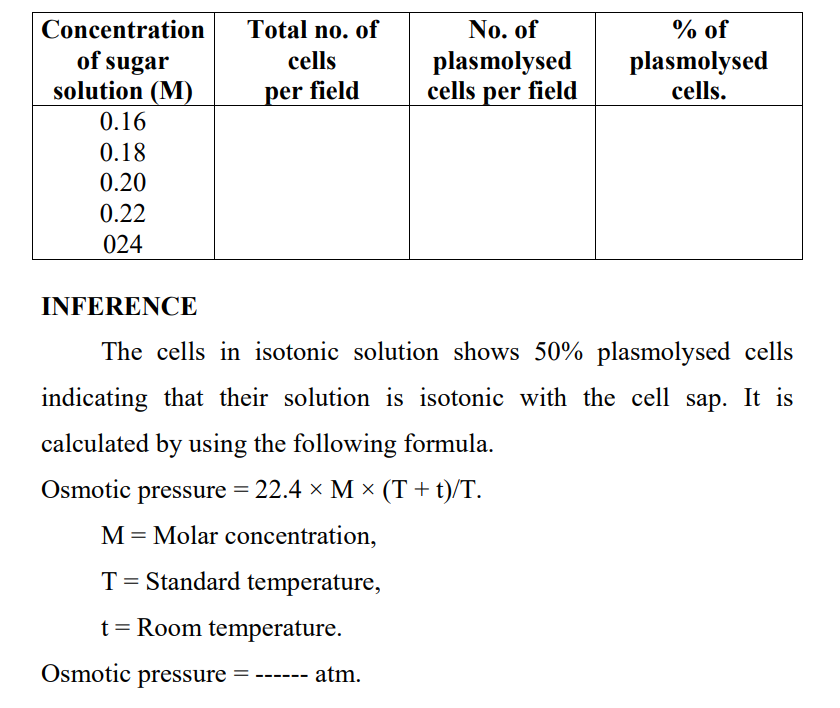 Concentration of sugar solution (M) Total no. of cells per field No. of plasmolysed cells per field % of plasmolysed cells.
0.16
0.18
0.20
0.22
024
INFERENCE
The cells in isotonic solution shows 50% plasmolysed cells
indicating that their solution is isotonic with the cell sap. It is
calculated by using the following formula.
Osmotic pressure = 22.4 × M × (T + t)/T.
M = Molar concentration,
T = Standard temperature,
t = Room temperature.
Osmotic pressure = ------ atm.